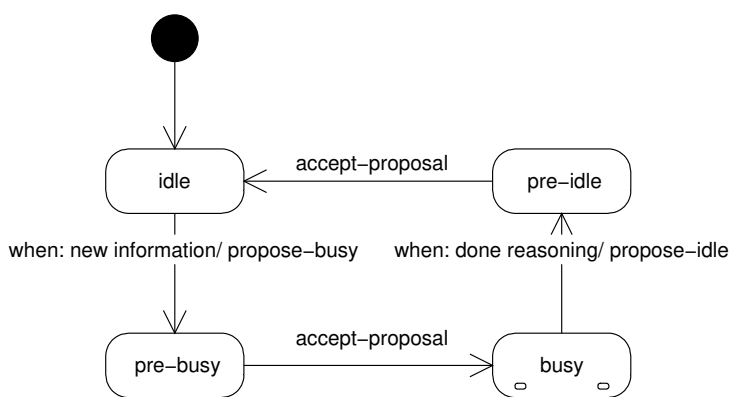 accept−proposal
idle
pre−idle
when: new information/ propose−busy
when: done reasoning/ propose−idle
accept−proposal
pre−busy
busy